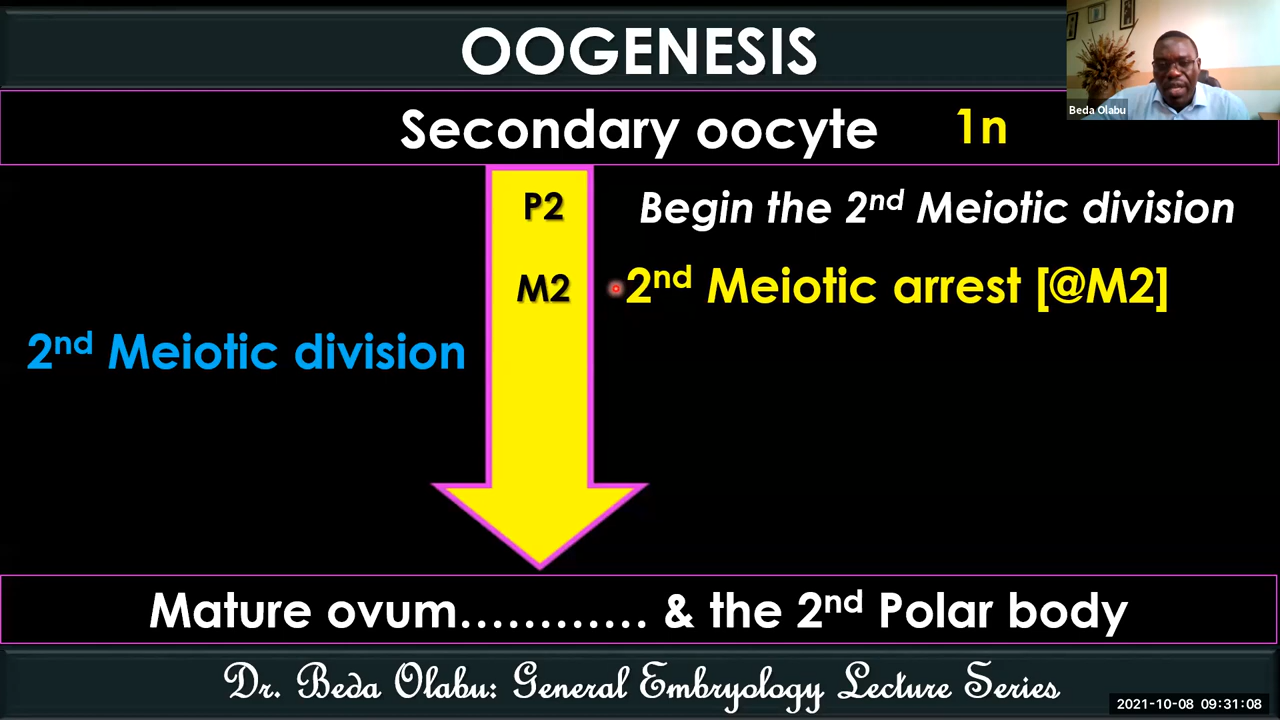 OOGENESIS
Beda Olabu
Secondary oocyte 1n
P2 Begin the 2nd Meiotic division
M2 2nd Meiotic arrest [@M2]
2nd Meiotic division
Mature ovum………… & the 2nd Polar body
Dr. Beda Olabu: General Embryology Lecture Series
2021-10-08 09:31:08